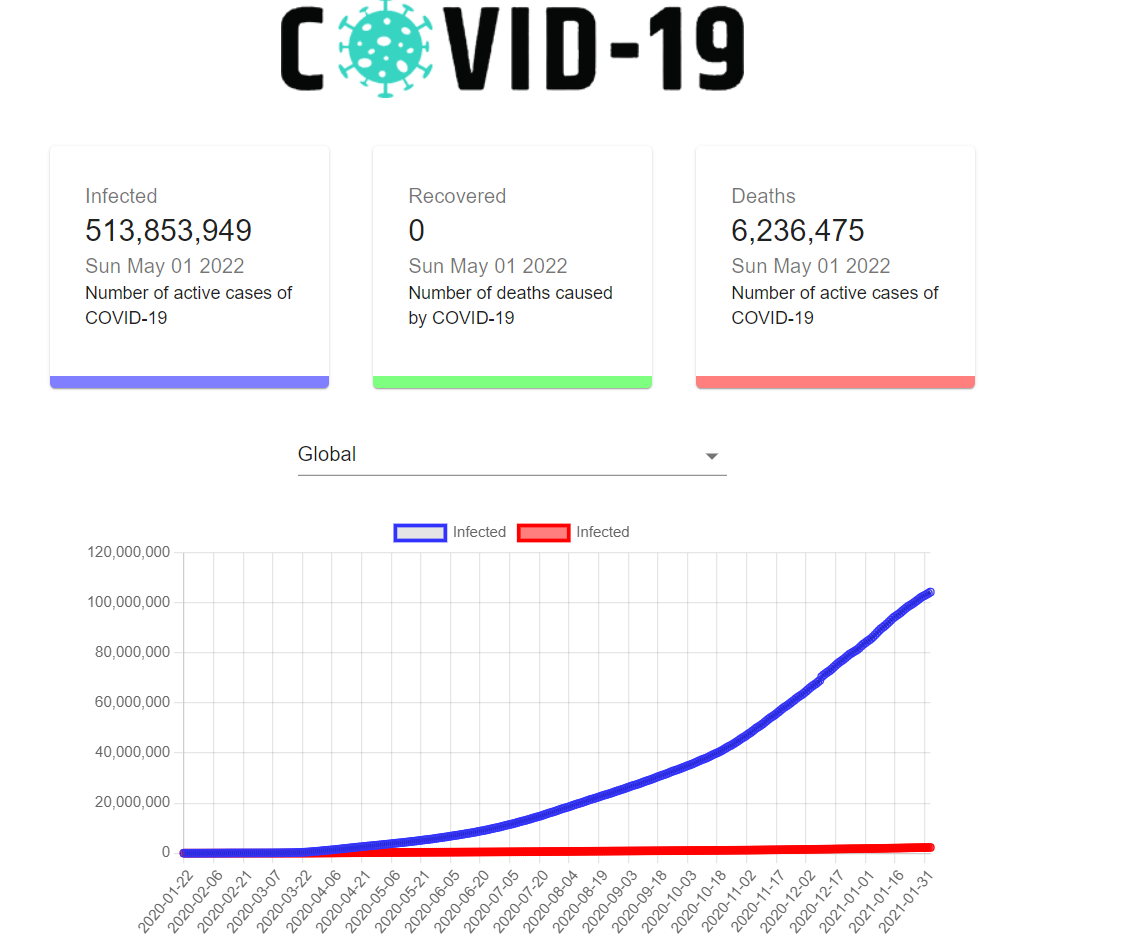 COVID-19
Infected
513,853,949
Sun May 01 2022
Number of active cases of
COVID-19
Recovered
0
Sun May 01 2022
Number of deaths caused
by COVID-19
Deaths
6,236,475
Sun May 01 2022
Number of active cases of
COVID-19
Global
Infected Infected
120,000,000
100,000,000
80,000,000
60,000,000
40,000,000
20,000,000
0
2020-01-22
2020-02-06
2020-02-21
2020-03-07
2020-03-22
2020-04-06
2020-04-21
2020-05-06
2020-05-21
2020-06-05
2020-06-20
2020-07-05
2020-07-20
2020-08-04
2020-08-19
2020-09-03
2020-09-18
2020-10-03
2020-10-18
2020-11-02
2020-11-17
2020-12-02
2020-12-17
2021-01-01
2021-01-16
2021-01-31